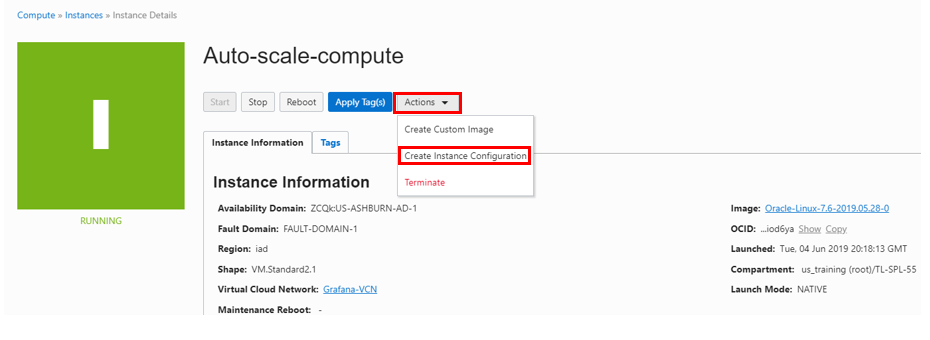 Compute » Instances » Instance Details
Auto-scale-compute
Start Stop Reboot Apply Tag(s) Actions
Create Custom Image
Create Instance Configuration
Terminate
Instance Information Tags
Instance Information
RUNNING
Availability Domain: ZCQk:US-ASHBURN-AD-1
Fault Domain: FAULT-DOMAIN-1
Region: iad
Shape: VM.Standard2.1
Virtual Cloud Network: Grafana-VCN
Maintenance Reboot: -
Image: Oracle-Linux-7.6-2019.05.28-0
OCID: ...iod6ya Show Copy
Launched: Tue, 04 Jun 2019 20:18:13 GMT
Compartment: us_training (root)/TL-SPL-55
Launch Mode: NATIVE